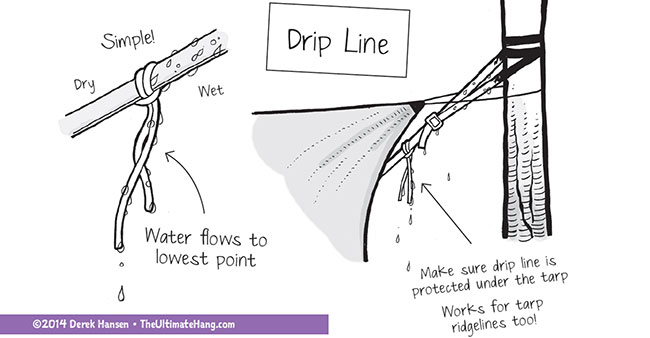 Simple!
Dry
Wet
Water flows to
lowest point
Drip Line
Make sure drip line is
protected under the tarp
Works for tarp
ridgelines too!
©2014 Derek Hansen • TheUltimateHang.com